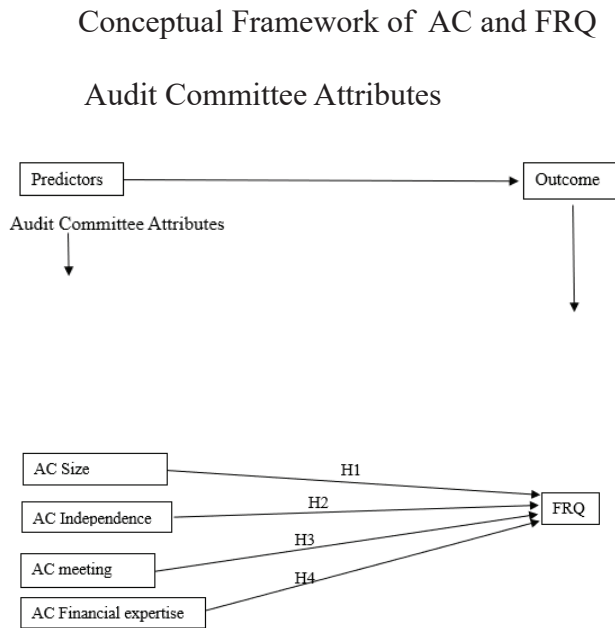 Conceptual Framework of AC and FRQ
Audit Committee Attributes
Predictors
Outcome
Audit Committee Attributes
AC Size
H1
AC Independence
H2
FRQ
H3
AC meeting
H4
AC Financial expertise